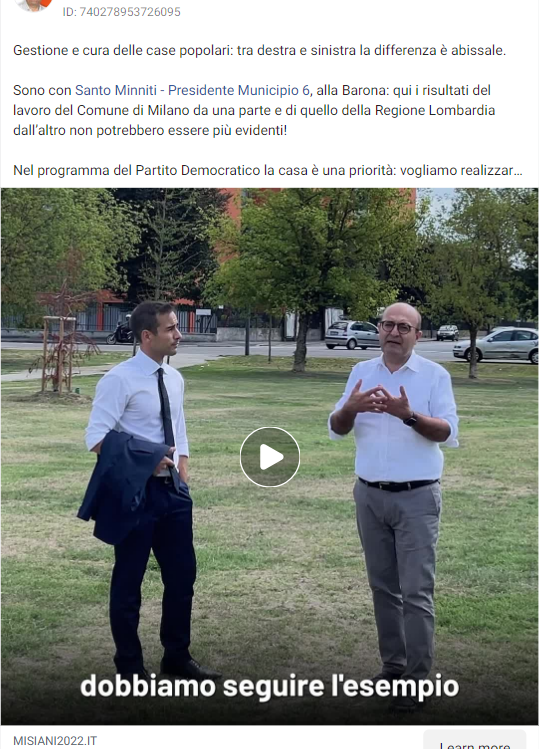 ID: 740278953726095
Gestione e cura delle case popolari: tra destra e sinistra la differenza è abissale.
Sono con Santo Minniti - Presidente Municipio 6, alla Barona: qui i risultati del
lavoro del Comune di Milano da una parte e di quello della Regione Lombardia
dall'altro non potrebbero essere più evidenti!
Nel programma del Partito Democratico la casa è una priorità: vogliamo realizzar...
dobbiamo seguire l'esempio
MISIANI2022.IT
Learn more